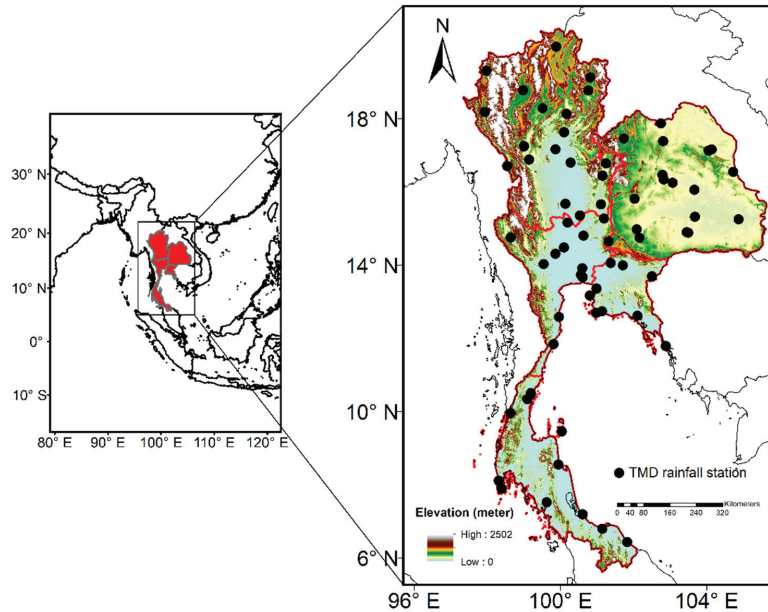 30° N
20° N
10° N
0°
10° S
80° E
90° E
100° E
110° E
120° E
N
18° N
14° N
10° N
6° N
96° E
100° E
104° E
TMD rainfall station
Kilometers
0 40 80 160 240 320
Elevation (meter)
High : 2502
Low : 0